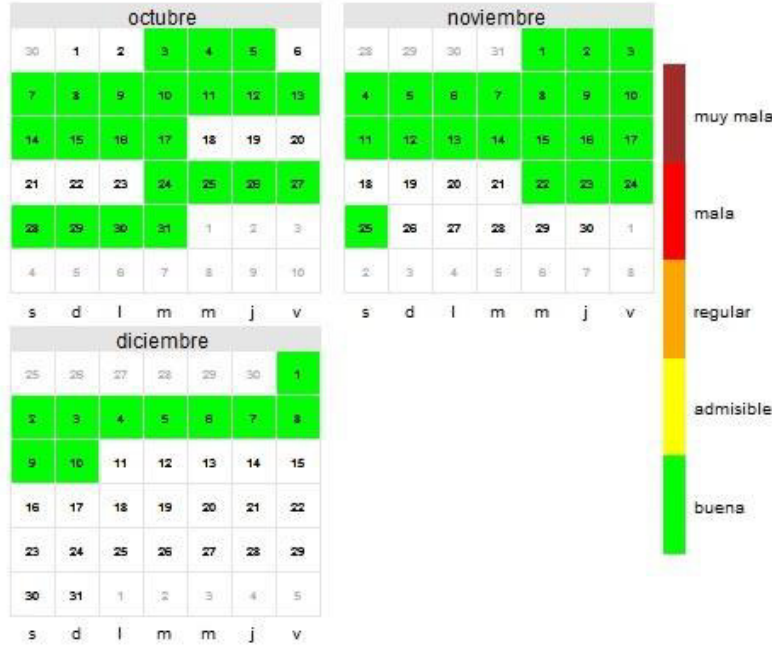 octubre
30 1 2 3 4 5 6
7 8 9 10 11 12 13
14 15 16 17 18 19 20
21 22 23 24 25 26 27
28 29 30 31 1 2 3
4 5 6 7 8 9 10
s d l m m j v
noviembre
28 29 30 31 1 2 3
4 5 6 7 8 9 10
11 12 13 14 15 16 17
18 19 20 21 22 23 24
25 26 27 28 29 30 1
2 3 4 5 6 7 8
s d l m m j v
diciembre
25 26 27 28 29 30 1
2 3 4 5 6 7 8
9 10 11 12 13 14 15
16 17 18 19 20 21 22
23 24 25 26 27 28 29
30 31 1 2 3 4 5
s d l m m j v
muy mala
mala
regular
admisible
buena